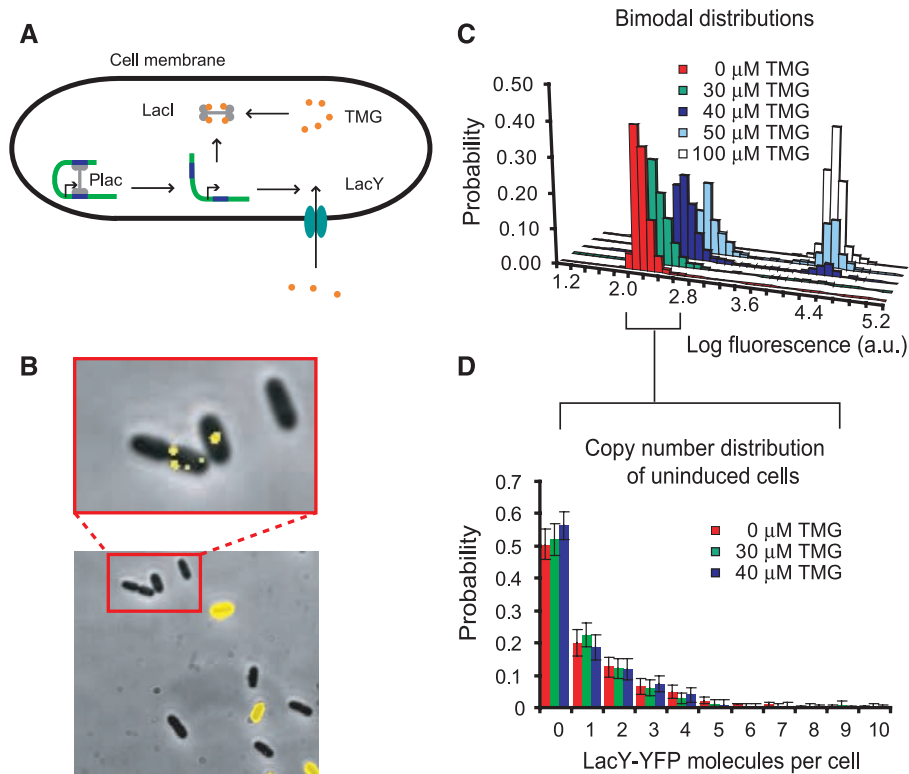 A
Cell membrane
LacI
TMG
Plac
LacY
B
C
Bimodal distributions
0 μM TMG
30 μM TMG
40 μM TMG
50 μM TMG
100 μM TMG
Probability
0.50
0.40
0.30
0.20
0.10
0.00
1.2 2.0 2.8 3.6 4.4 5.2
Log fluorescence (a.u.)
D
Copy number distribution
of uninduced cells
0 μM TMG
30 μM TMG
40 μM TMG
Probability
0.7
0.6
0.5
0.4
0.3
0.2
0.1
0
0 1 2 3 4 5 6 7 8 9 10
LacY-YFP molecules per cell